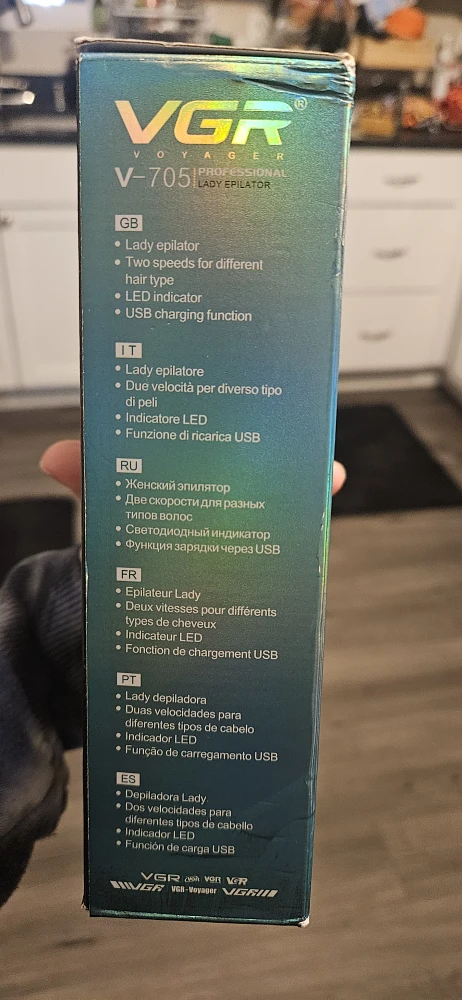 VGR®
VOYAGER
V-705 PROFESSIONAL
LADY EPILATOR
GB
• Lady epilator
• Two speeds for different
hair type
• LED indicator
• USB charging function
IT
• Lady epilatore
• Due velocità per diverso tipo
di peli
• Indicatore LED
• Funzione di ricarica USB
RU
• Женский эпилятор
• Две скорости для разных
типов волос
• Светодиодный индикатор
• Функция зарядки через USB
FR
• Epilateur Lady
• Deux vitesses pour différents
types de cheveux
• Indicateur LED
• Fonction de chargement USB
PT
• Lady depiladora
• Duas velocidades para
diferentes tipos de cabelo
• Indicador LED
• Função de carregamento USB
ES
• Depiladora Lady
• Dos velocidades para
diferentes tipos de cabello
• Indicador LED
• Función de carga USB
VGR VGR VGR VGR
VGR VGR-Voyager VGR